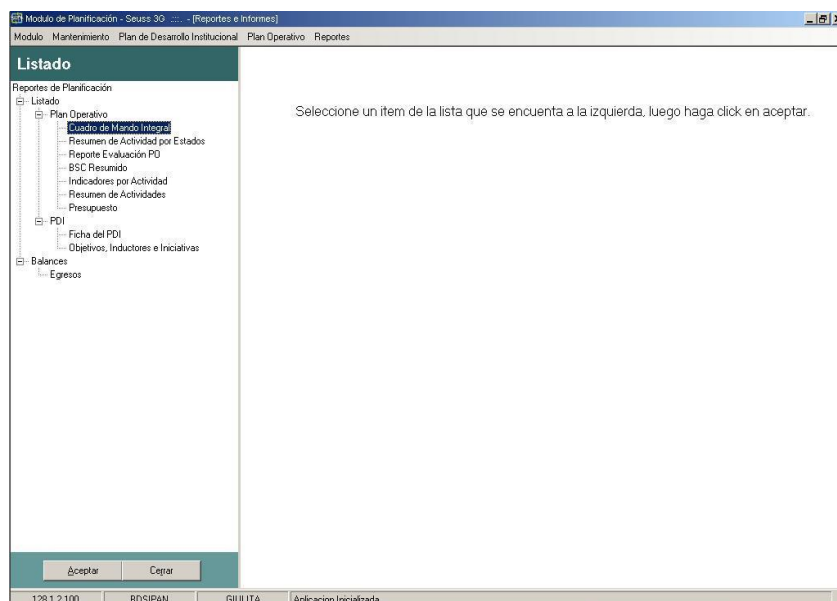 Modulo de Planificación - Seuss 3G .:::. - [Reportes e Informes]
Modulo Mantenimiento Plan de Desarrollo Institucional Plan Operativo Reportes
Listado
Reportes de Planificación
Listado
Plan Operativo
Cuadro de Mando Integral
Resumen de Actividad por Estados
Reporte Evaluación PO
BSC Resumido
Indicadores por Actividad
Resumen de Actividades
Presupuesto
PDI
Ficha del PDI
Objetivos, Inductores e Iniciativas
Balances
Egresos
Seleccione un item de la lista que se encuenta a la izquierda, luego haga click en aceptar.
Aceptar Cerrar
128.1.2.100 BDSIPAN GIULITA Aplicacion Inicializada